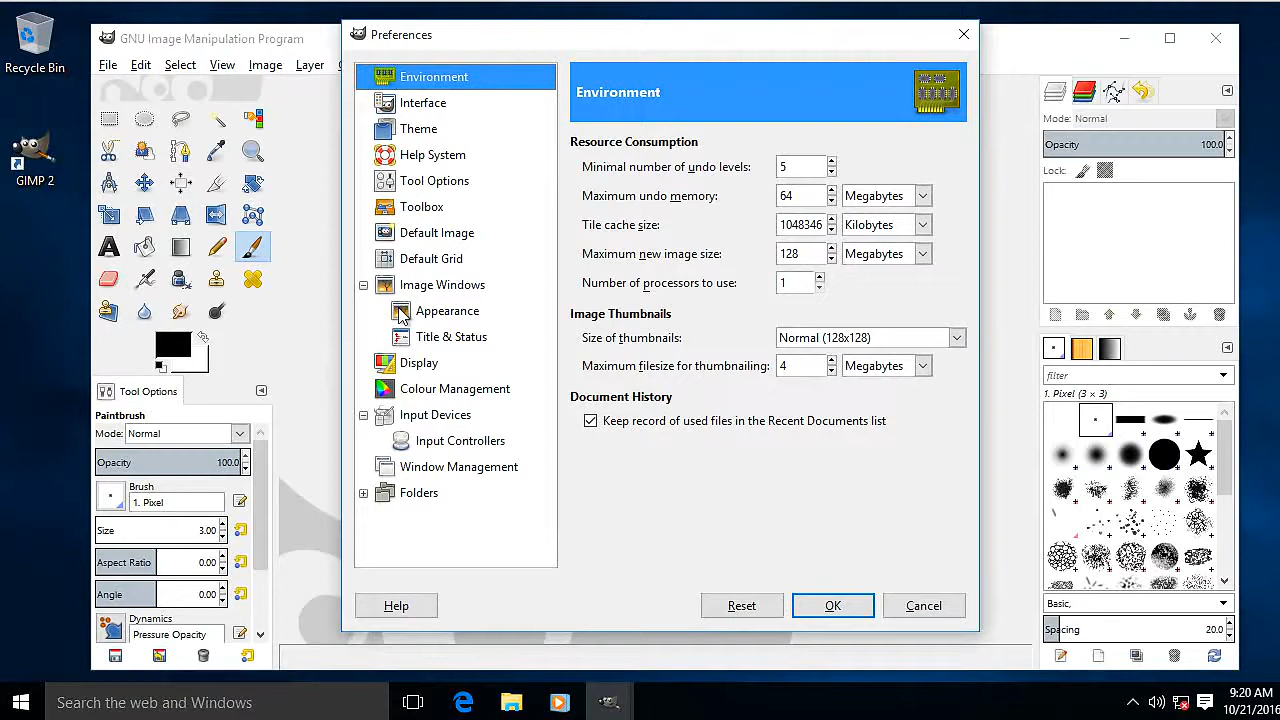 Recycle Bin
GIMP 2
GNU Image Manipulation Program
File Edit Select View Image Layer
Tool Options
Paintbrush
Mode: Normal
Opacity 100.0
Brush
1. Pixel
Size 3.00
Aspect Ratio 0.00
Angle 0.00
Dynamics
Pressure Opacity
Preferences
Environment
Interface
Theme
Help System
Tool Options
Toolbox
Default Image
Default Grid
Image Windows
Appearance
Title & Status
Display
Colour Management
Input Devices
Input Controllers
Window Management
Folders
Environment
Resource Consumption
Minimal number of undo levels: 5
Maximum undo memory: 64 Megabytes
Tile cache size: 1048346 Kilobytes
Maximum new image size: 128 Megabytes
Number of processors to use: 1
Image Thumbnails
Size of thumbnails: Normal (128x128)
Maximum filesize for thumbnailing: 4 Megabytes
Document History
Keep record of used files in the Recent Documents list
Help Reset OK Cancel
Mode: Normal
Opacity 100.0
Lock:
filter
1. Pixel (3 × 3)
Basic,
Spacing 20.0
Search the web and Windows
9:20 AM
10/21/2016